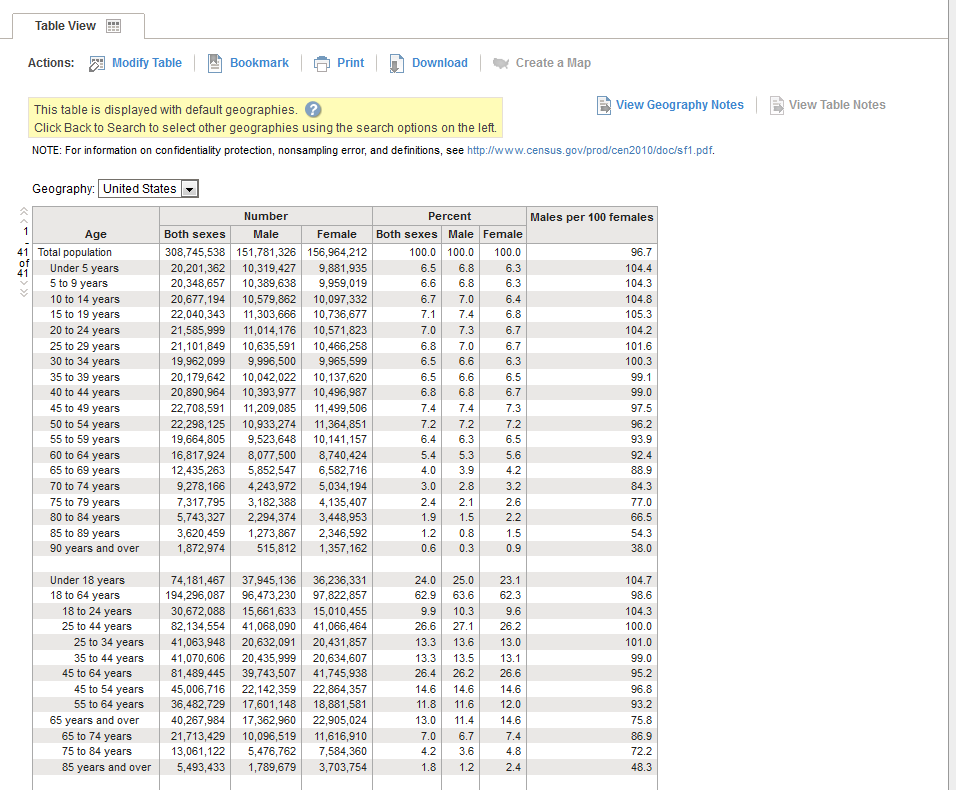 Table View
Actions: Modify Table Bookmark Print Download Create a Map
This table is displayed with default geographies. ?
Click Back to Search to select other geographies using the search options on the left.
View Geography Notes View Table Notes
NOTE: For information on confidentiality protection, nonsampling error, and definitions, see http://www.census.gov/prod/cen2010/doc/sf1.pdf.
Geography: United States
1
-
41
of
41
Number Percent Males per 100 females
Age Both sexes Male Female Both sexes Male Female
Total population 308,745,538 151,781,326 156,964,212 100.0 100.0 100.0 96.7
Under 5 years 20,201,362 10,319,427 9,881,935 6.5 6.8 6.3 104.4
5 to 9 years 20,348,657 10,389,638 9,959,019 6.6 6.8 6.3 104.3
10 to 14 years 20,677,194 10,579,862 10,097,332 6.7 7.0 6.4 104.8
15 to 19 years 22,040,343 11,303,666 10,736,677 7.1 7.4 6.8 105.3
20 to 24 years 21,585,999 11,014,176 10,571,823 7.0 7.3 6.7 104.2
25 to 29 years 21,101,849 10,635,591 10,466,258 6.8 7.0 6.7 101.6
30 to 34 years 19,962,099 9,996,500 9,965,599 6.5 6.6 6.3 100.3
35 to 39 years 20,179,642 10,042,022 10,137,620 6.5 6.6 6.5 99.1
40 to 44 years 20,890,964 10,393,977 10,496,987 6.8 6.8 6.7 99.0
45 to 49 years 22,708,591 11,209,085 11,499,506 7.4 7.4 7.3 97.5
50 to 54 years 22,298,125 10,933,274 11,364,851 7.2 7.2 7.2 96.2
55 to 59 years 19,664,805 9,523,648 10,141,157 6.4 6.3 6.5 93.9
60 to 64 years 16,817,924 8,077,500 8,740,424 5.4 5.3 5.6 92.4
65 to 69 years 12,435,263 5,852,547 6,582,716 4.0 3.9 4.2 88.9
70 to 74 years 9,278,166 4,243,972 5,034,194 3.0 2.8 3.2 84.3
75 to 79 years 7,317,795 3,182,388 4,135,407 2.4 2.1 2.6 77.0
80 to 84 years 5,743,327 2,294,374 3,448,953 1.9 1.5 2.2 66.5
85 to 89 years 3,620,459 1,273,867 2,346,592 1.2 0.8 1.5 54.3
90 years and over 1,872,974 515,812 1,357,162 0.6 0.3 0.9 38.0
Under 18 years 74,181,467 37,945,136 36,236,331 24.0 25.0 23.1 104.7
18 to 64 years 194,296,087 96,473,230 97,822,857 62.9 63.6 62.3 98.6
18 to 24 years 30,672,088 15,661,633 15,010,455 9.9 10.3 9.6 104.3
25 to 44 years 82,134,554 41,068,090 41,066,464 26.6 27.1 26.2 100.0
25 to 34 years 41,063,948 20,632,091 20,431,857 13.3 13.6 13.0 101.0
35 to 44 years 41,070,606 20,435,999 20,634,607 13.3 13.5 13.1 99.0
45 to 64 years 81,489,445 39,743,507 41,745,938 26.4 26.2 26.6 95.2
45 to 54 years 45,006,716 22,142,359 22,864,357 14.6 14.6 14.6 96.8
55 to 64 years 36,482,729 17,601,148 18,881,581 11.8 11.6 12.0 93.2
65 years and over 40,267,984 17,362,960 22,905,024 13.0 11.4 14.6 75.8
65 to 74 years 21,713,429 10,096,519 11,616,910 7.0 6.7 7.4 86.9
75 to 84 years 13,061,122 5,476,762 7,584,360 4.2 3.6 4.8 72.2
85 years and over 5,493,433 1,789,679 3,703,754 1.8 1.2 2.4 48.3